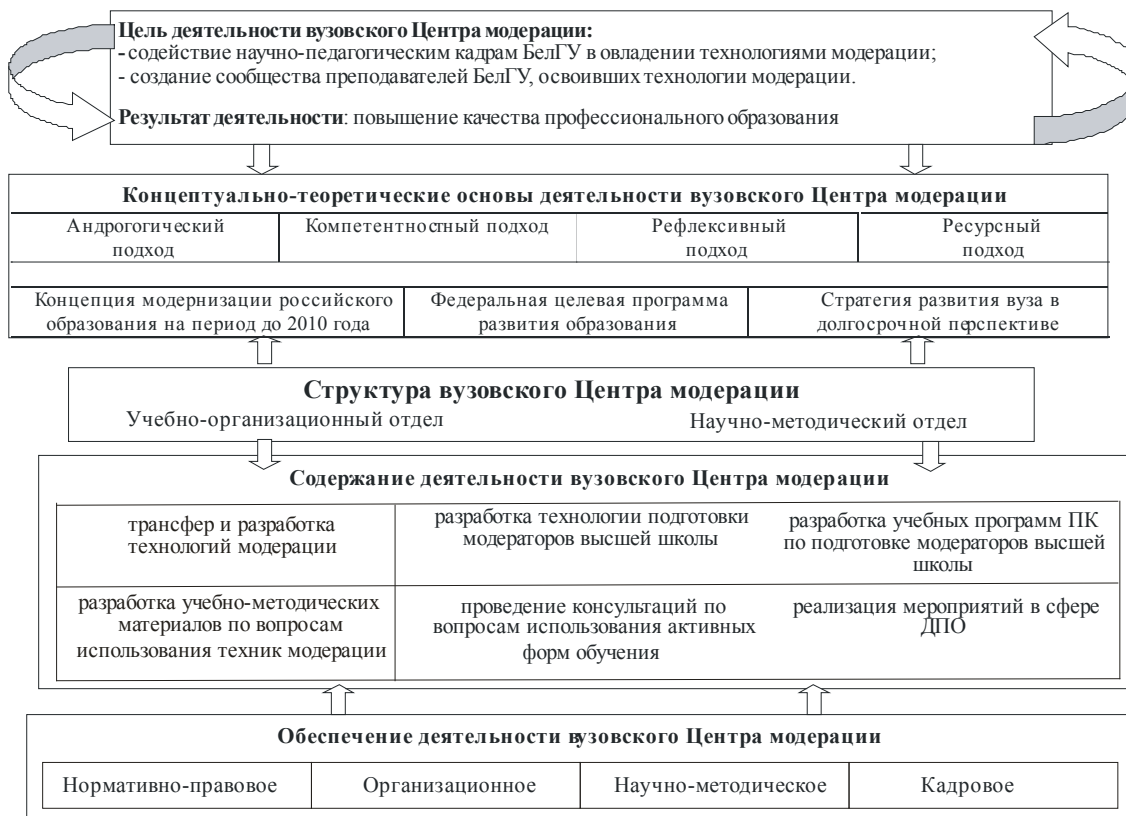 Цель деятельности вузовского Центра модерации:
- содействие научно-педагогическим кадрам БелГУ в овладении технологиями модерации;
- создание сообщества преподавателей БелГУ, освоивших технологии модерации.
Результат деятельности: повышение качества профессионального образования
Концептуально-теоретические основы деятельности вузовского Центра модерации
Андрогогический
подход
Компетентностный подход
Рефлексивный
подход
Ресурсный
подход
Концепция модернизации российского
образования на период до 2010 года
Федеральная целевая программа
развития образования
Стратегия развития вуза в
долгосрочной перспективе
Структура вузовского Центра модерации
Учебно-организационный отдел
Научно-методический отдел
Содержание деятельности вузовского Центра модерации
трансфер и разработка
технологий модерации
разработка технологии подготовки
модераторов высшей школы
разработка учебных программ ПК
по подготовке модераторов высшей
школы
разработка учебно-методических
материалов по вопросам
использования техник модерации
проведение консультаций по
вопросам использования активных
форм обучения
реализация мероприятий в сфере
ДПО
Обеспечение деятельности вузовского Центра модерации
Нормативно-правовое
Организационное
Научно-методическое
Кадровое